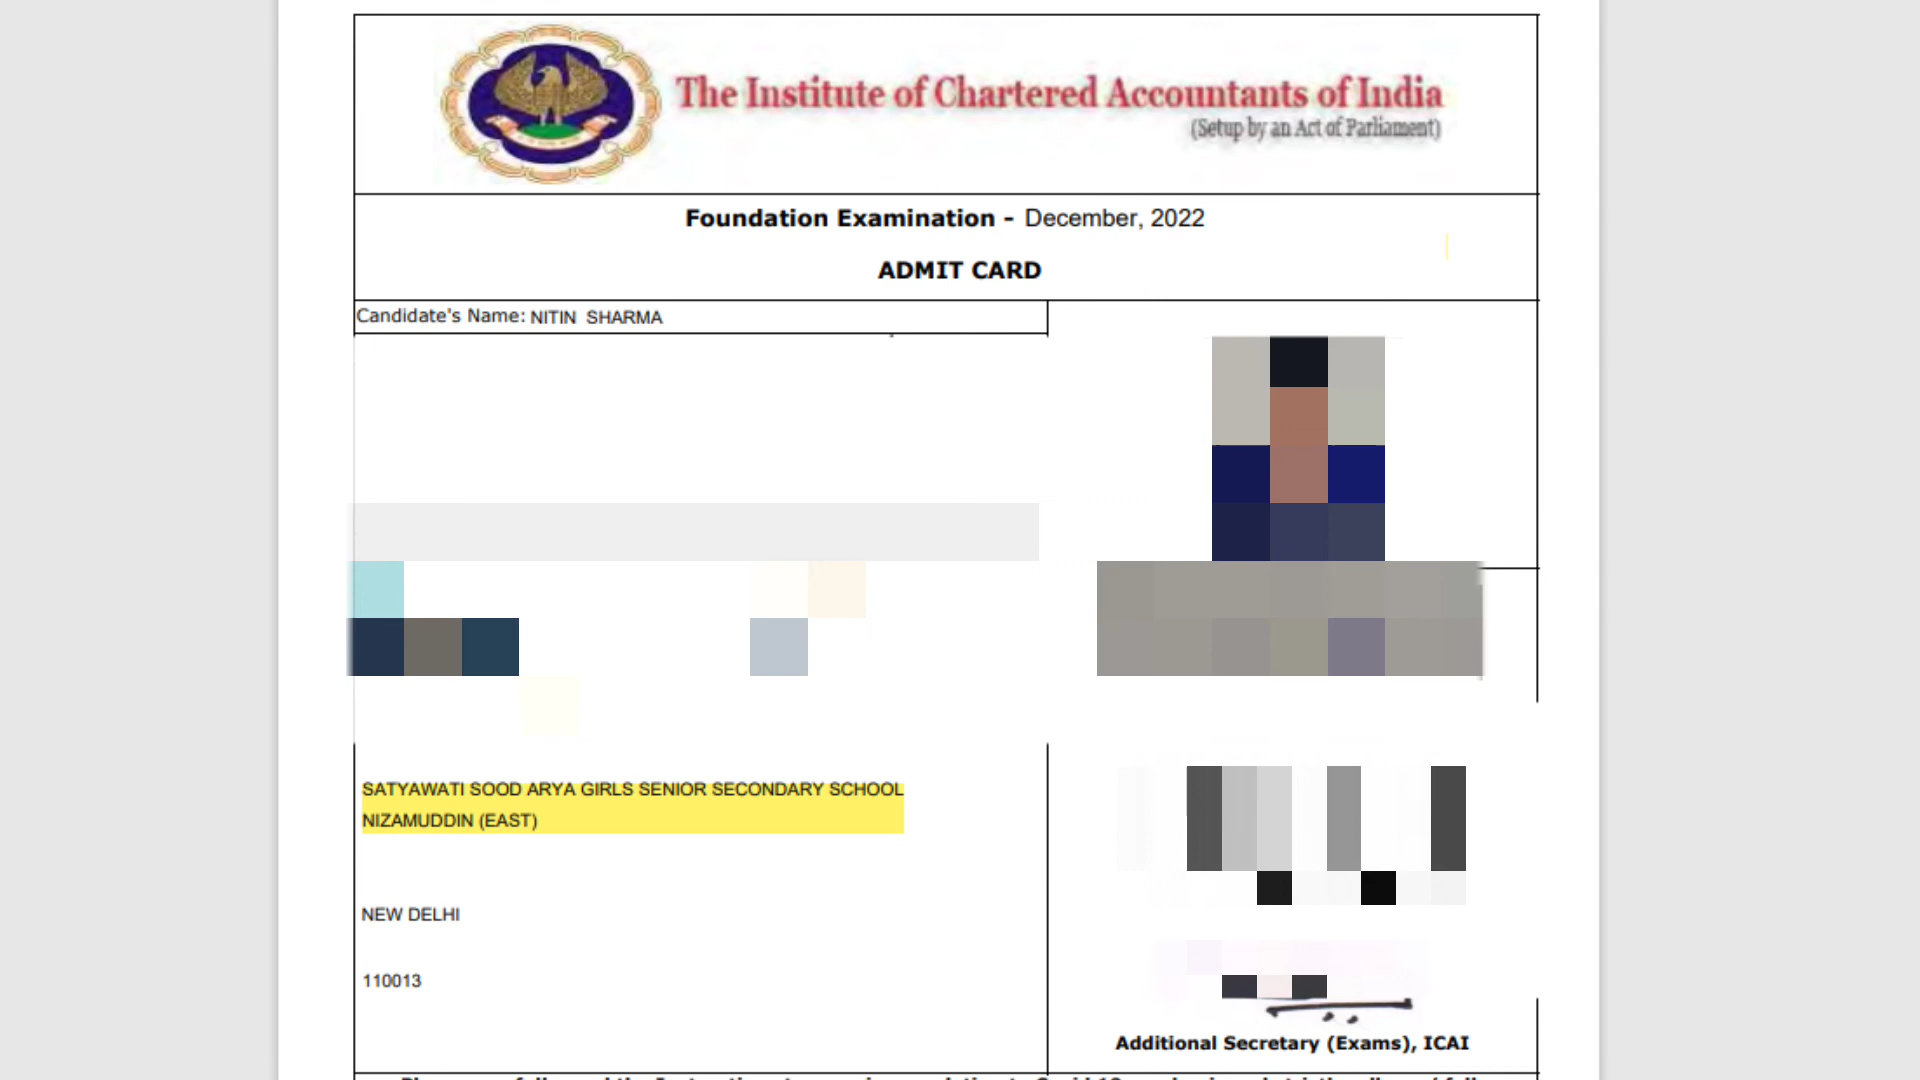 The Institute of Chartered Accountants of India
(Setup by an Act of Parliament)
Foundation Examination - December, 2022
ADMIT CARD
Candidate's Name: NITIN SHARMA
SATYAWATI SOOD ARYA GIRLS SENIOR SECONDARY SCHOOL
NIZAMUDDIN (EAST)
NEW DELHI
110013
Additional Secretary (Exams), ICAI